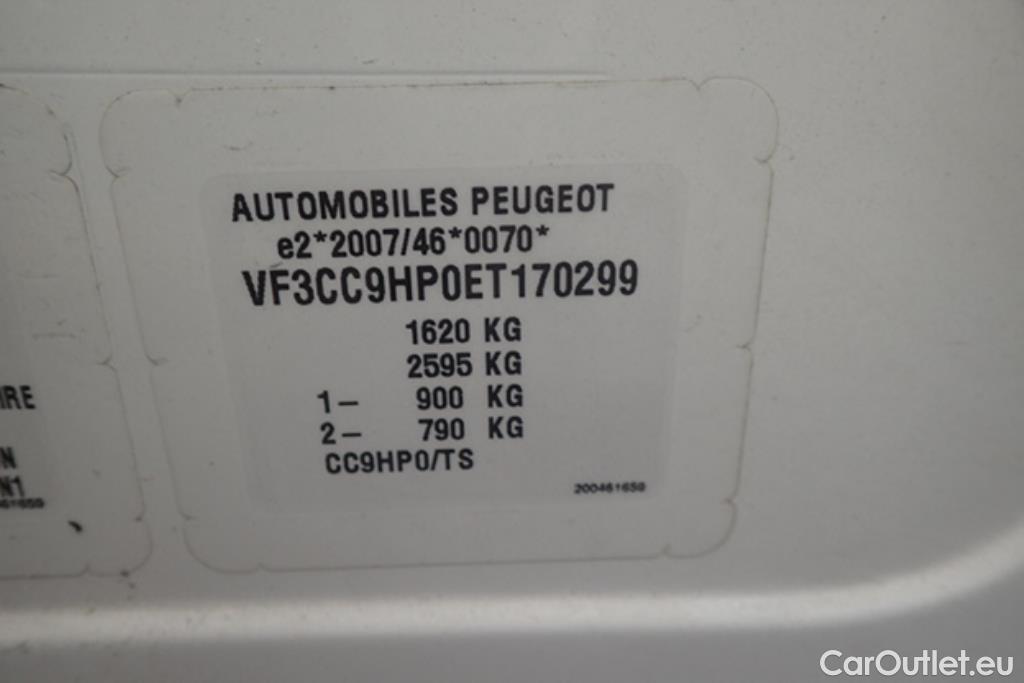 AUTOMOBILES PEUGEOT
e2*2007/46*0070*
VF3CC9HP0ET170299
1620 KG
2595 KG
1- 900 KG
2- 790 KG
CC9HP0/TS
200461659
N1
CarOutlet.eu